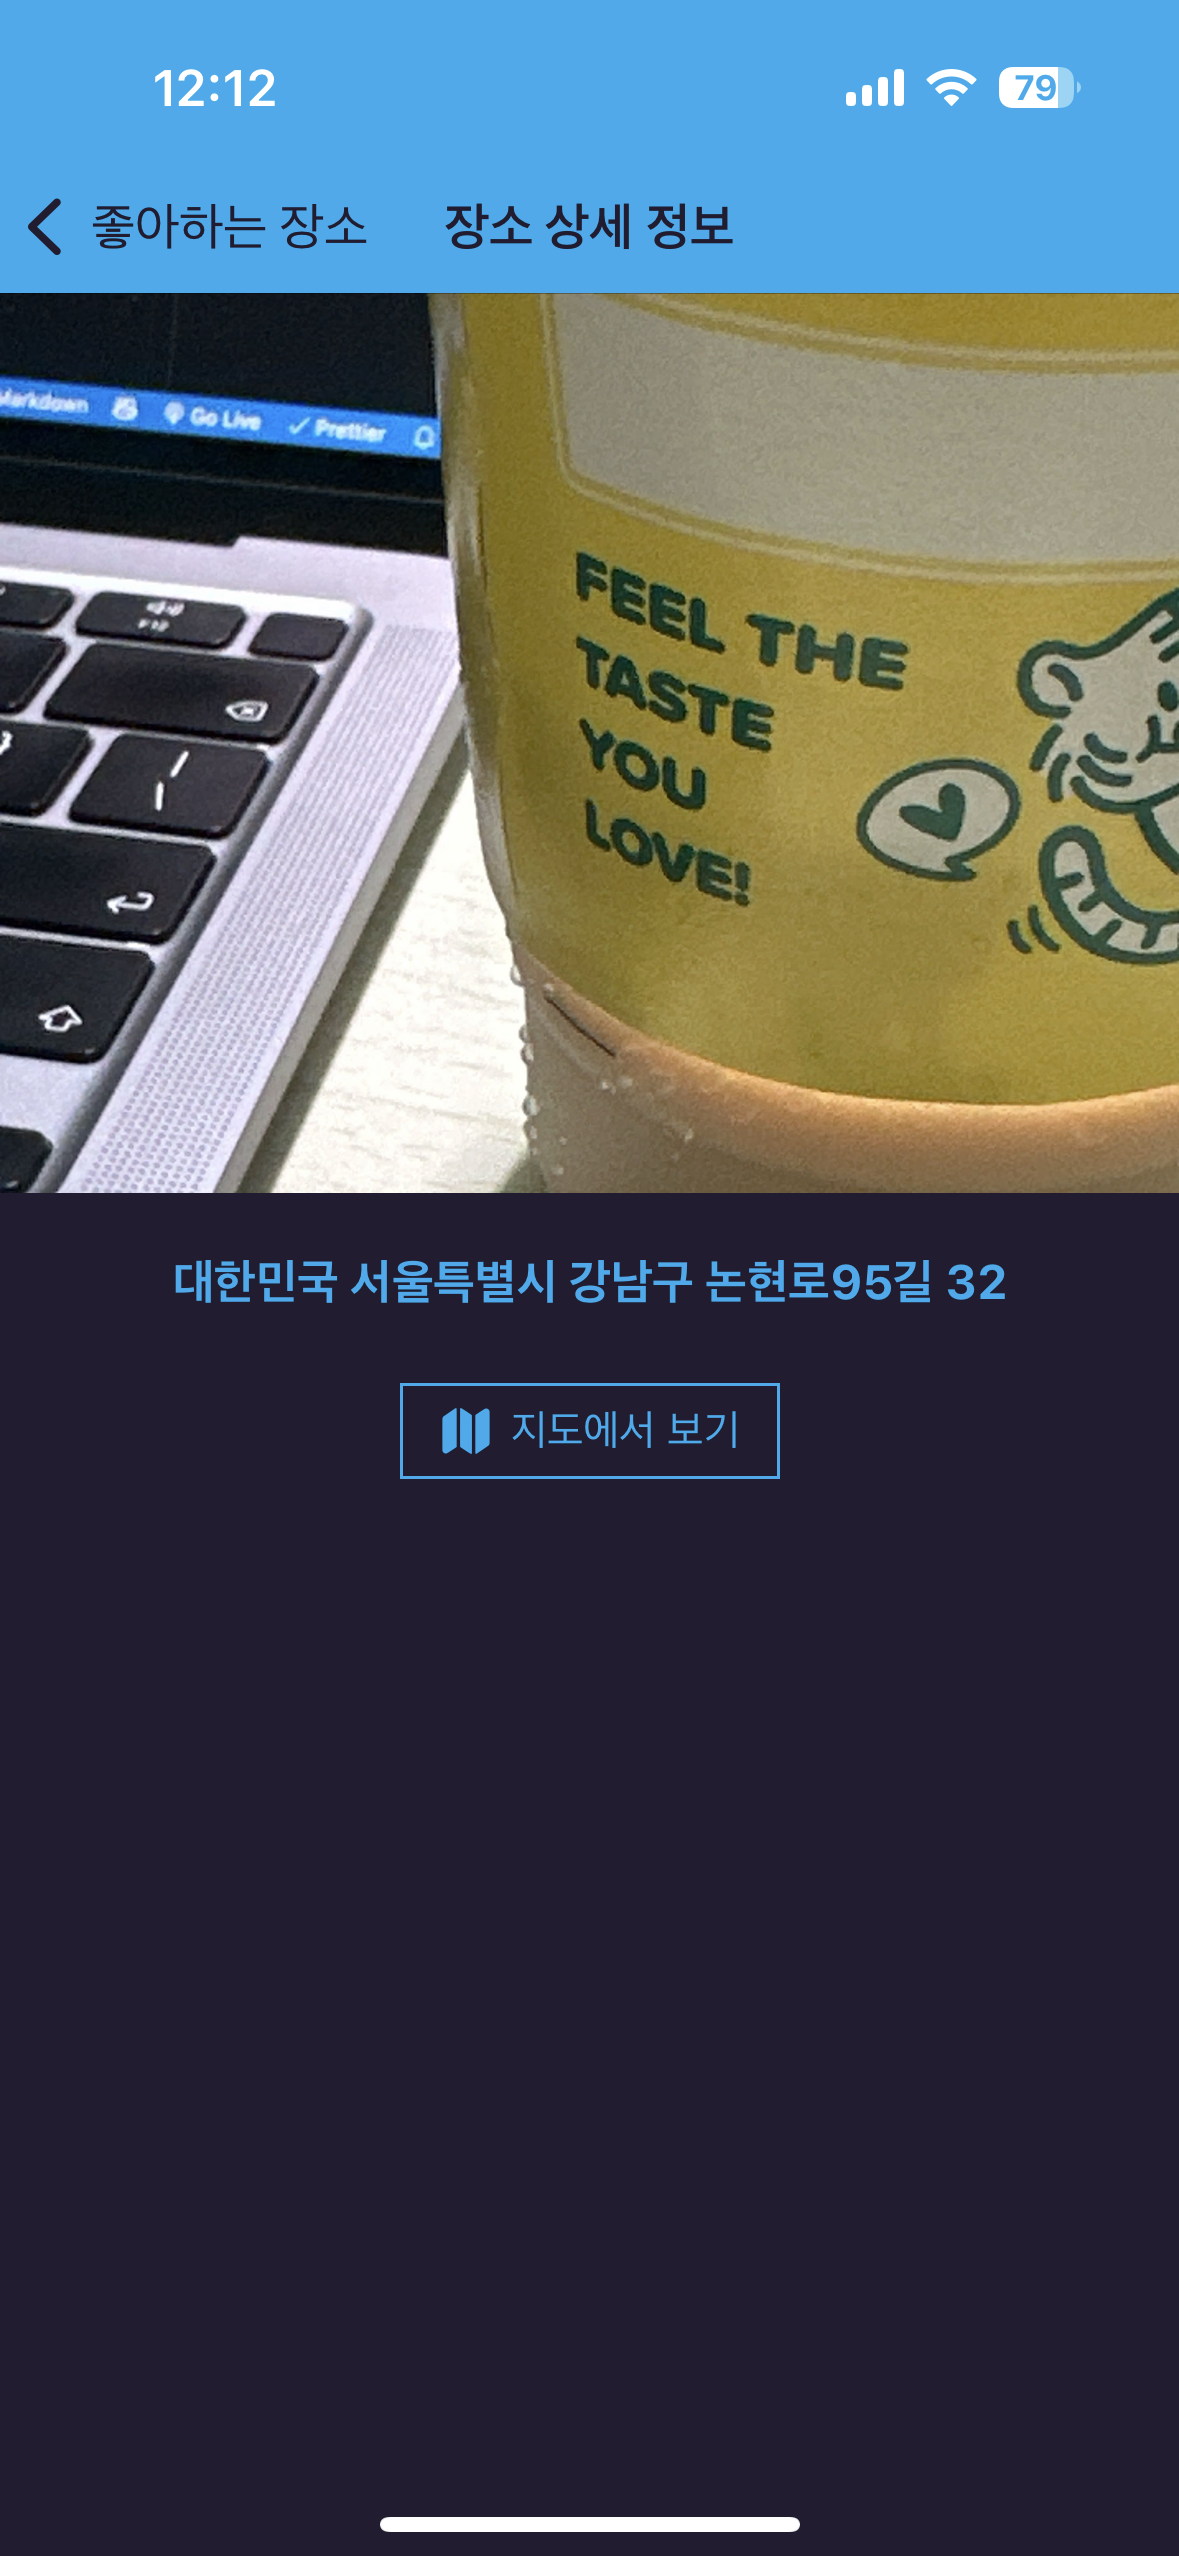 12:12
79
좋아하는 장소
장소 상세 정보
Markdown
Go Live
Prettier
F12
FEEL THE
TASTE
YOU
LOVE!
대한민국 서울특별시 강남구 논현로95길 32
지도에서 보기